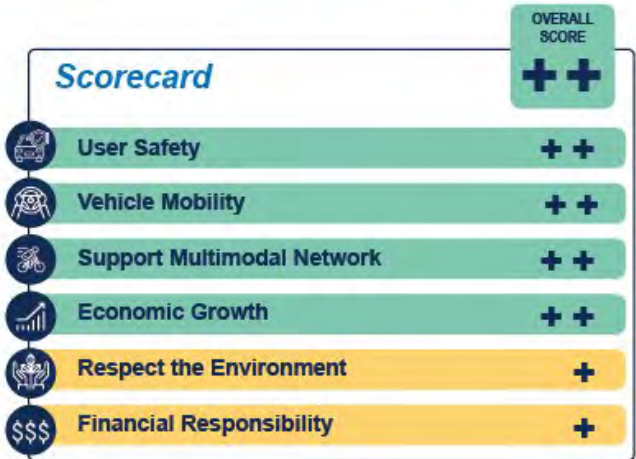 OVERALL
SCORE
++
Scorecard
User Safety ++
Vehicle Mobility ++
Support Multimodal Network ++
Economic Growth ++
Respect the Environment +
$$$ Financial Responsibility +